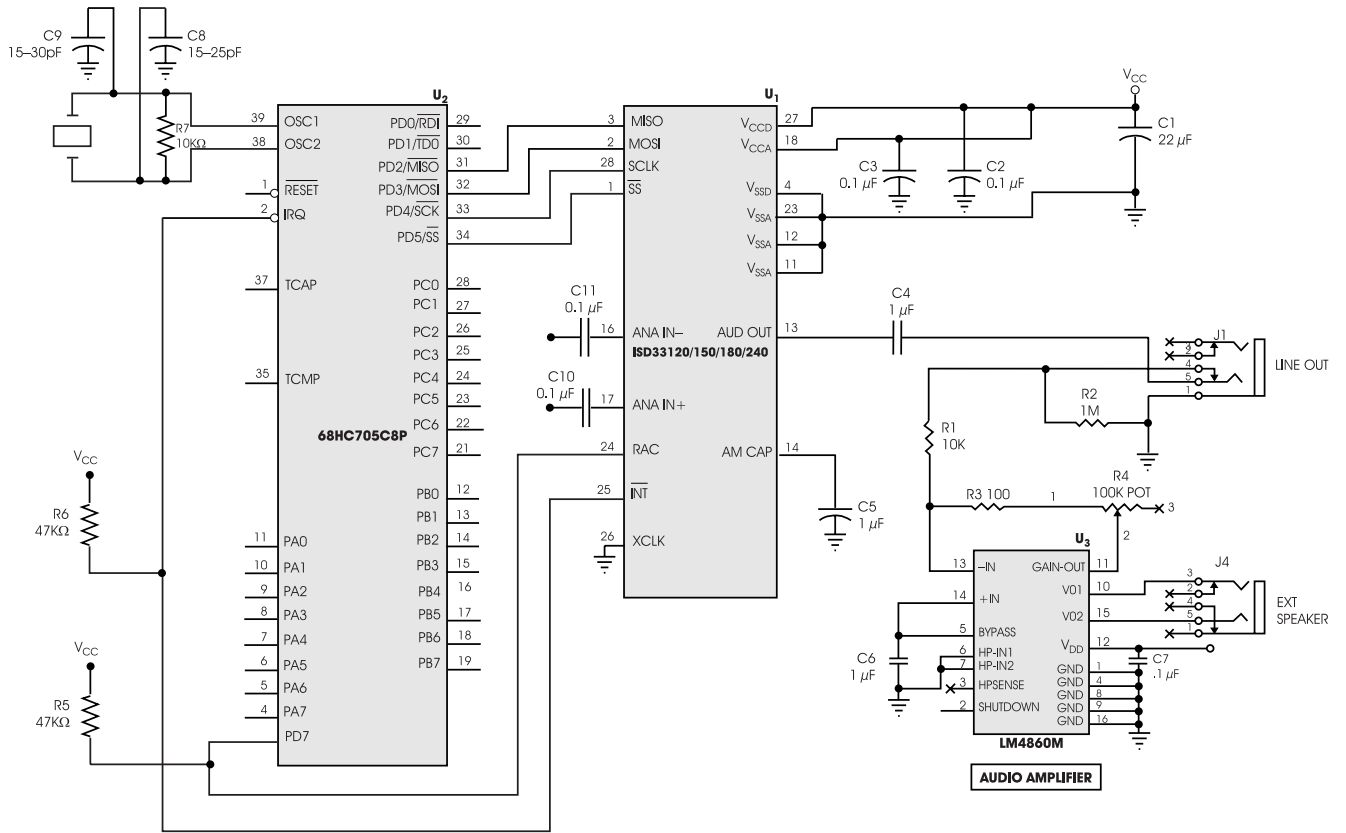 C9
15–30pF
C8
15–25pF
R7
10KΩ
U2
39 OSC1
38 OSC2
1 RESET
2 IRQ
37 TCAP
35 TCMP
68HC705C8P
11 PA0
10 PA1
9 PA2
8 PA3
7 PA4
6 PA5
5 PA6
4 PA7
PD7
PD0/RDI 29
PD1/TD0 30
PD2/MISO 31
PD3/MOSI 32
PD4/SCK 33
PD5/SS 34
PC0 28
PC1 27
PC2 26
PC3 25
PC4 24
PC5 23
PC6 22
PC7 21
PB0 12
PB1 13
PB2 14
PB3 15
PB4 16
PB5 17
PB6 18
PB7 19
VCC
R6
47KΩ
VCC
R5
47KΩ
U1
3 MISO
2 MOSI
28 SCLK
1 SS
C11
0.1 µF
16 ANA IN–
ISD33120/150/180/240
C10
0.1 µF
17 ANA IN+
24 RAC
25 INT
26 XCLK
VCCD 27
VCCA 18
VSSD 4
VSSA 23
VSSA 12
VSSA 11
AUD OUT 13
AM CAP 14
VCC
C1
22 µF
C3
0.1 µF
C2
0.1 µF
C4
1 µF
C5
1 µF
J1
3
2
4
5
1
LINE OUT
R2
1M
R1
10K
R3 100
1
R4
100K POT
3
2
U3
13 –IN
14 +IN
5 BYPASS
6 HP-IN1
7 HP-IN2
3 HPSENSE
2 SHUTDOWN
GAIN-OUT 11
V01 10
V02 15
VDD 12
GND 1
GND 4
GND 8
GND 9
GND 16
LM4860M
C6
1 µF
C7
.1 µF
J4
3
2
4
5
1
EXT
SPEAKER
AUDIO AMPLIFIER